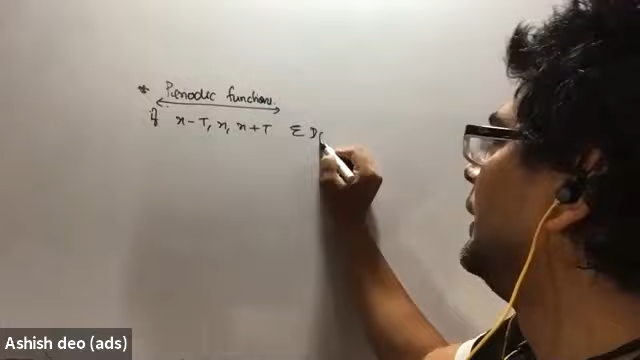 * Periodic functions.
if x-T, x, x+T ∈ D
Ashish deo (ads)